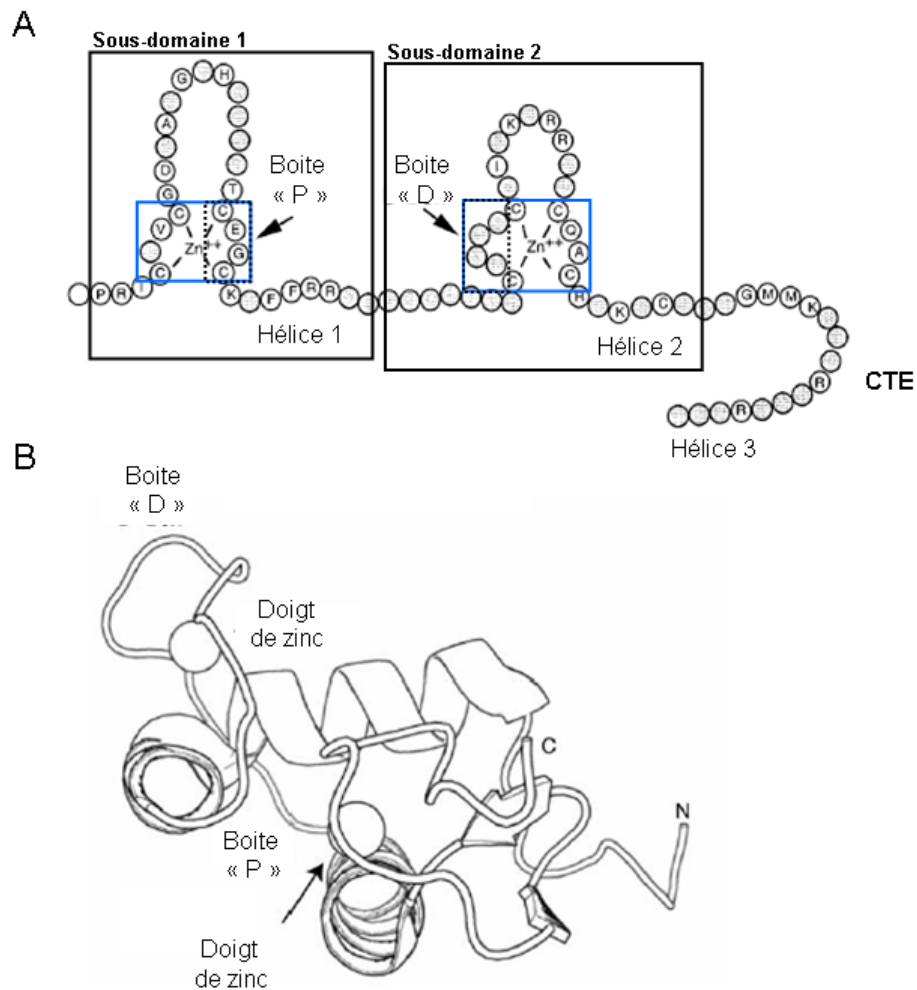 A
Sous-domaine 1
Sous-domaine 2
G H
A
D
G
T
C C
V E
Zn++
G
C C
P R I
K F F R R
Boite
« P »
Hélice 1
Boite
« D »
K R R
I
C C
Q
Zn++
A
C C
R K C G M M K
R
R
Hélice 2
CTE
Hélice 3
B
Boite
« D »
Doigt
de zinc
C
N
Boite
« P »
Doigt
de zinc